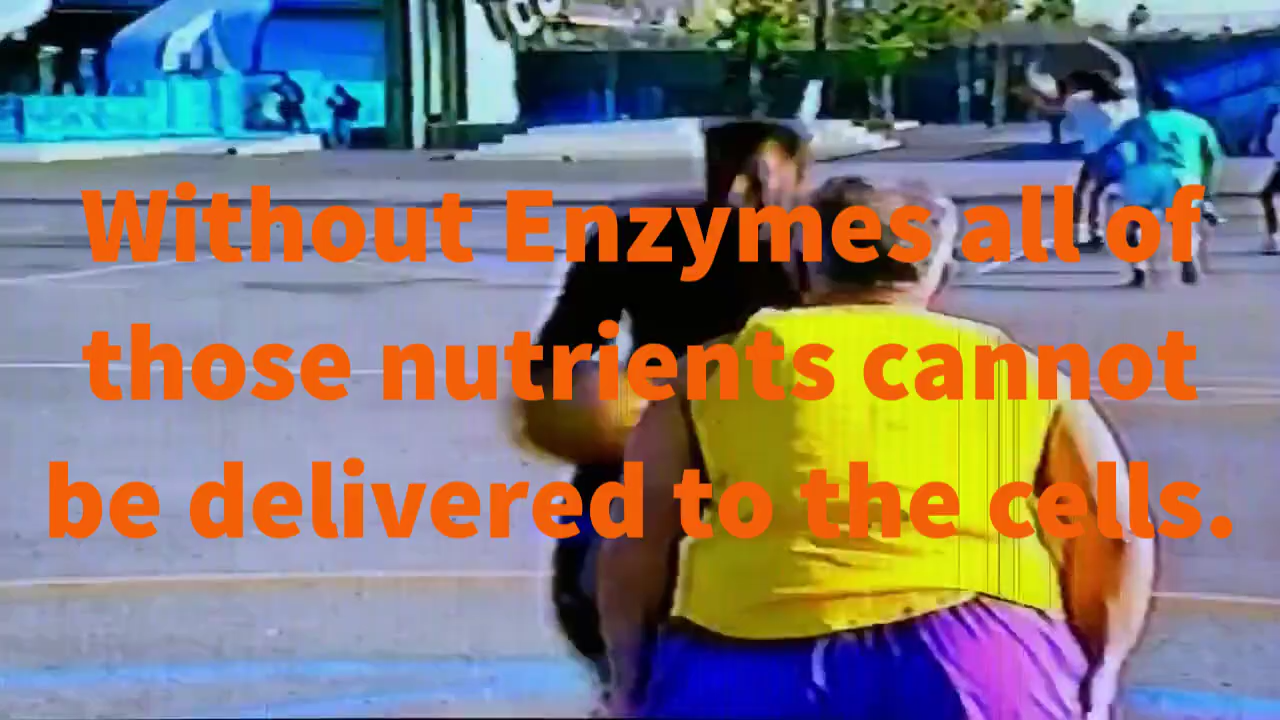 Without Enzymes all of
those nutrients cannot
be delivered to the cells.